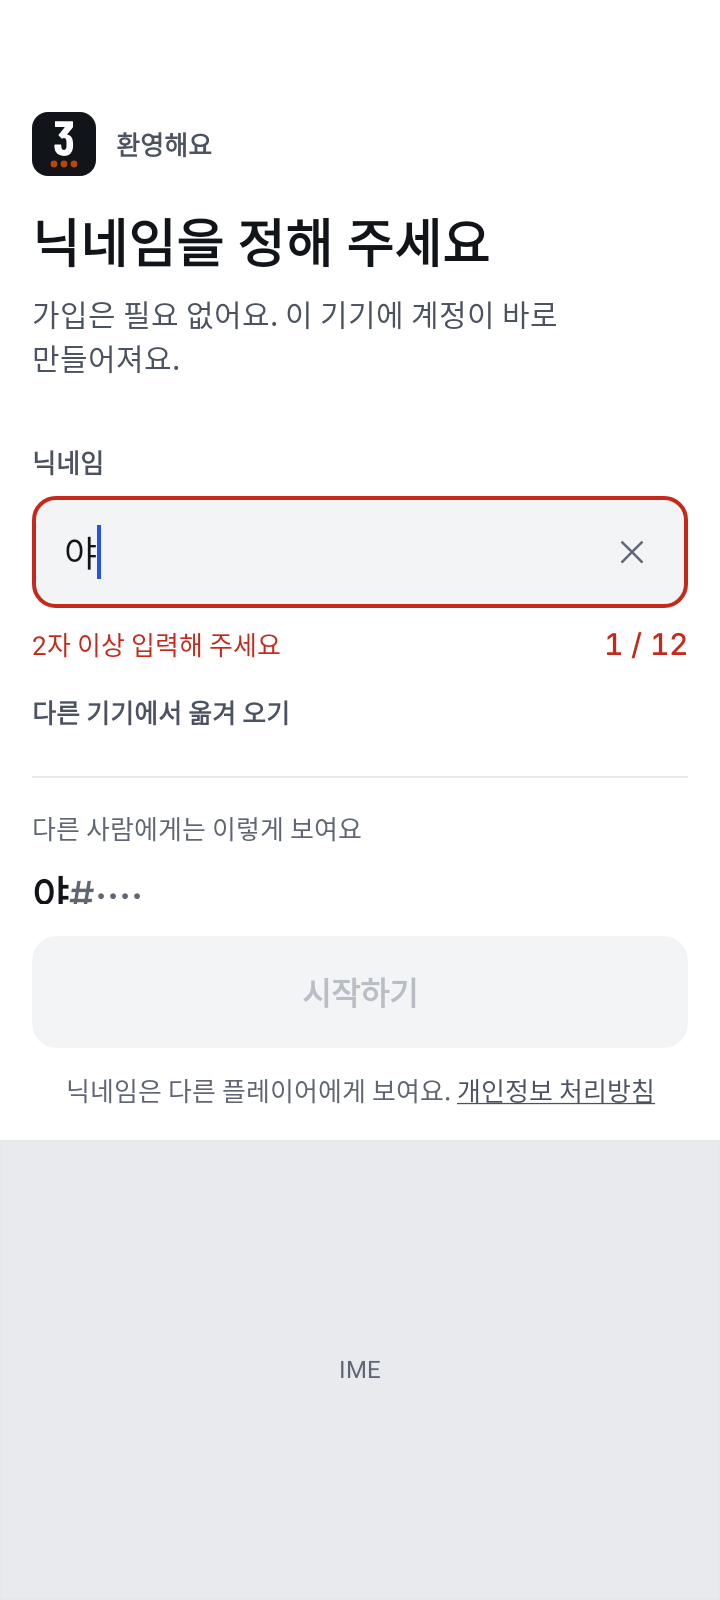 3
환영해요
닉네임을 정해 주세요
가입은 필요 없어요. 이 기기에 계정이 바로
만들어져요.
닉네임
야
2자 이상 입력해 주세요
1 / 12
다른 기기에서 옮겨 오기
다른 사람에게는 이렇게 보여요
야#····
시작하기
닉네임은 다른 플레이어에게 보여요. 개인정보 처리방침
IME